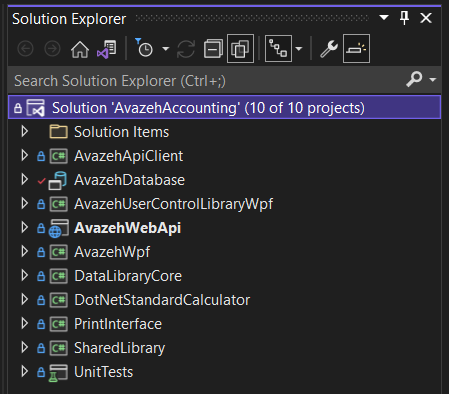 Solution Explorer
Search Solution Explorer (Ctrl+;)
Solution 'AvazehAccounting' (10 of 10 projects)
Solution Items
C# AvazehApiClient
AvazehDatabase
C# AvazehUserControlLibraryWpf
AvazehWebApi
C# AvazehWpf
C# DataLibraryCore
C# DotNetStandardCalculator
C# PrintInterface
C# SharedLibrary
UnitTests